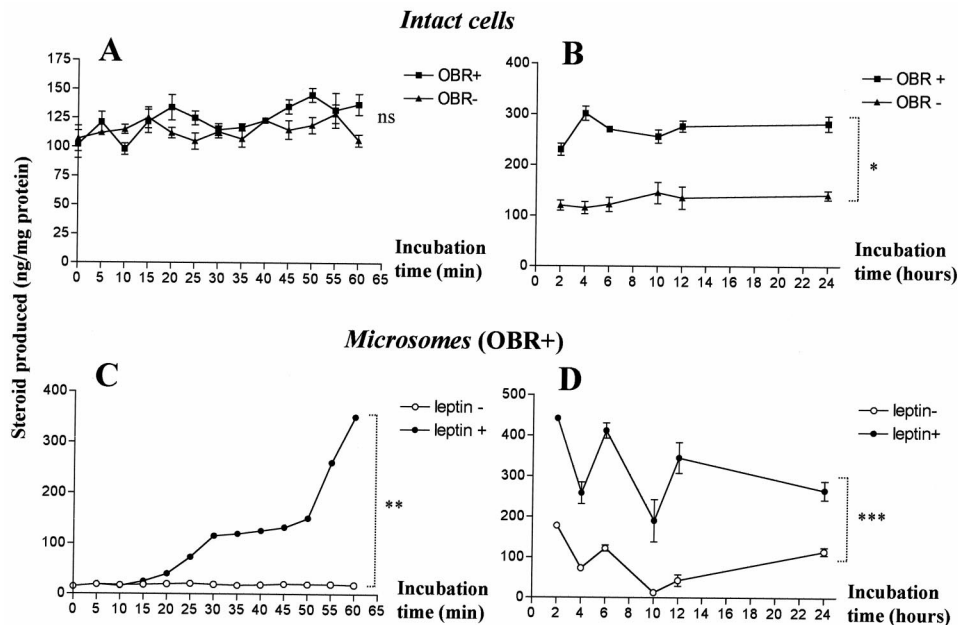 Intact cells
Steroid produced (ng/mg protein)
A
175
150
125
100
75
50
25
0
0 5 10 15 20 25 30 35 40 45 50 55 60 65
OBR+
OBR-
ns
Incubation
time (min)
B
400
300
200
100
0
0 2 4 6 8 10 12 14 16 18 20 22 24
OBR +
OBR -
*
Incubation
time (hours)
Microsomes (OBR+)
C
400
300
200
100
0
0 5 10 15 20 25 30 35 40 45 50 55 60 65
leptin -
leptin +
**
Incubation
time (min)
D
500
400
300
200
100
0
0 2 4 6 8 10 12 14 16 18 20 22 24
leptin-
leptin+
***
Incubation
time (hours)